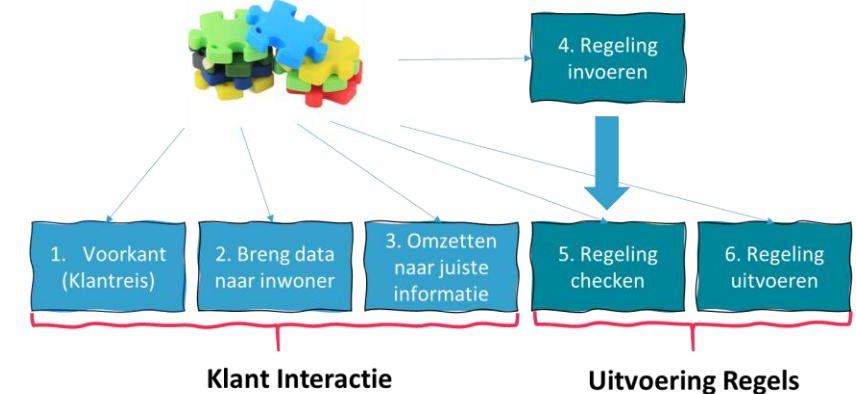 4. Regeling
invoeren
1. Voorkant
(Klantreis)
2. Breng data
naar inwoner
3. Omzetten
naar juiste
informatie
5. Regeling
checken
6. Regeling
uitvoeren
Klant Interactie
Uitvoering Regels